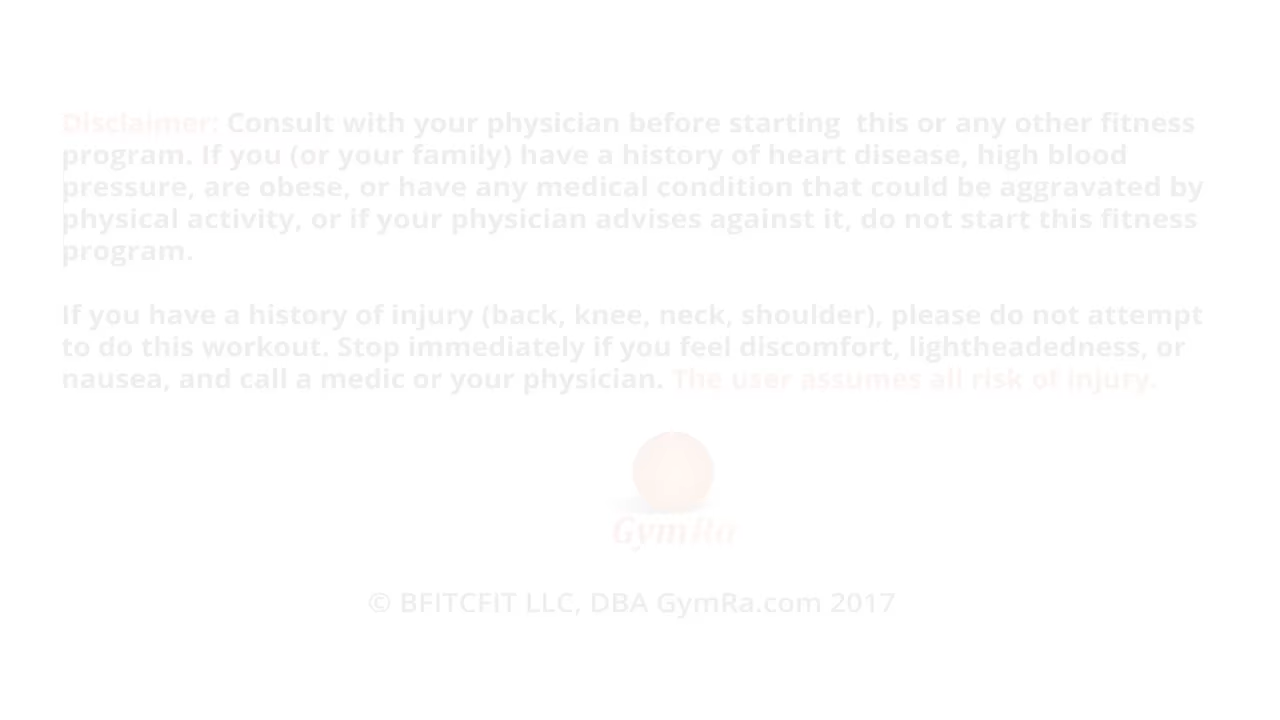 Disclaimer: Consult with your physician before starting  this or any other fitness
program. If you (or your family) have a history of heart disease, high blood
pressure, are obese, or have any medical condition that could be aggravated by
physical activity, or if your physician advises against it, do not start this fitness
program.
If you have a history of injury (back, knee, neck, shoulder), please do not attempt
to do this workout. Stop immediately if you feel discomfort, lightheadedness, or
nausea, and call a medic or your physician. The user assumes all risk of injury.
GymRa
© BFITCFIT LLC, DBA GymRa.com 2017